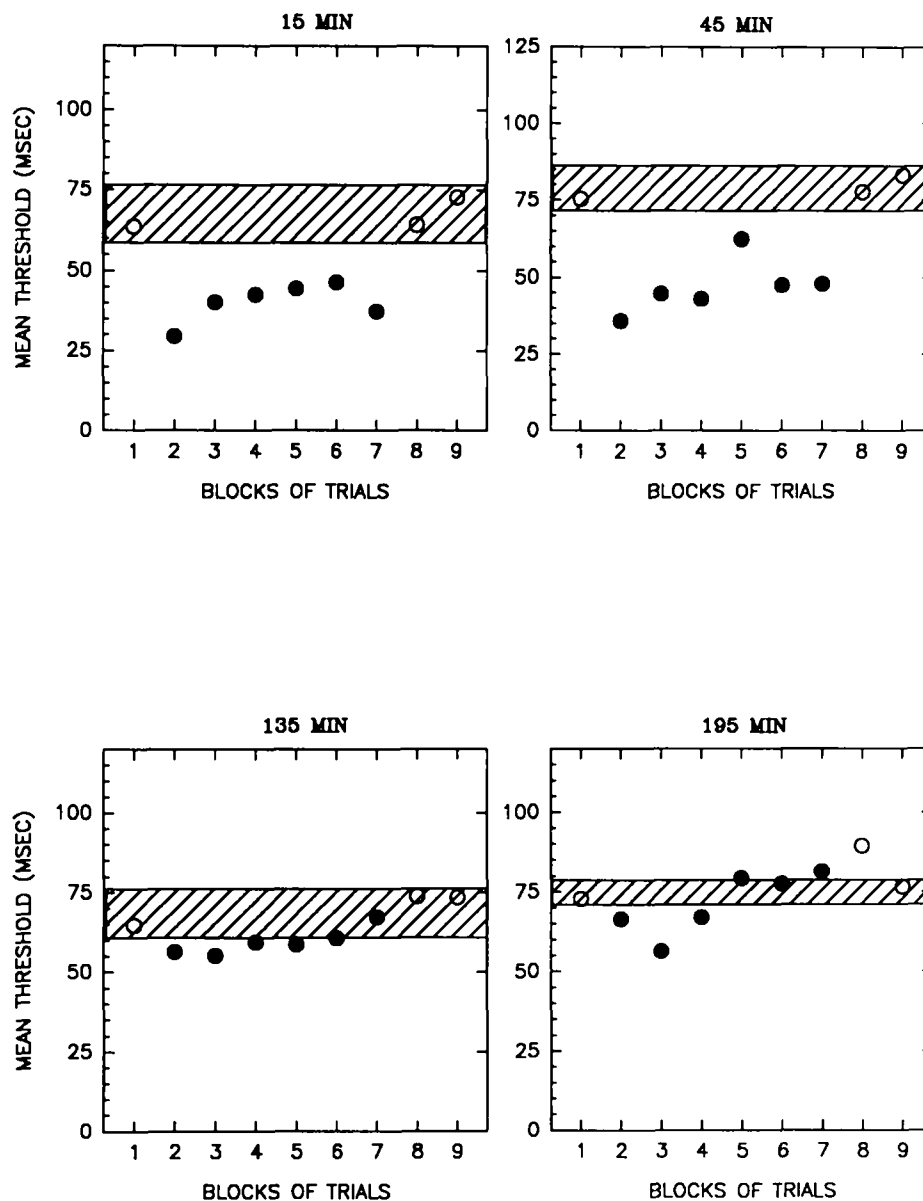 15 MIN
45 MIN
MEAN THRESHOLD (MSEC)
100
75
50
25
0
125
100
75
50
25
0
1 2 3 4 5 6 7 8 9
1 2 3 4 5 6 7 8 9
BLOCKS OF TRIALS
BLOCKS OF TRIALS
135 MIN
195 MIN
MEAN THRESHOLD (MSEC)
100
75
50
25
0
100
75
50
25
0
1 2 3 4 5 6 7 8 9
1 2 3 4 5 6 7 8 9
BLOCKS OF TRIALS
BLOCKS OF TRIALS